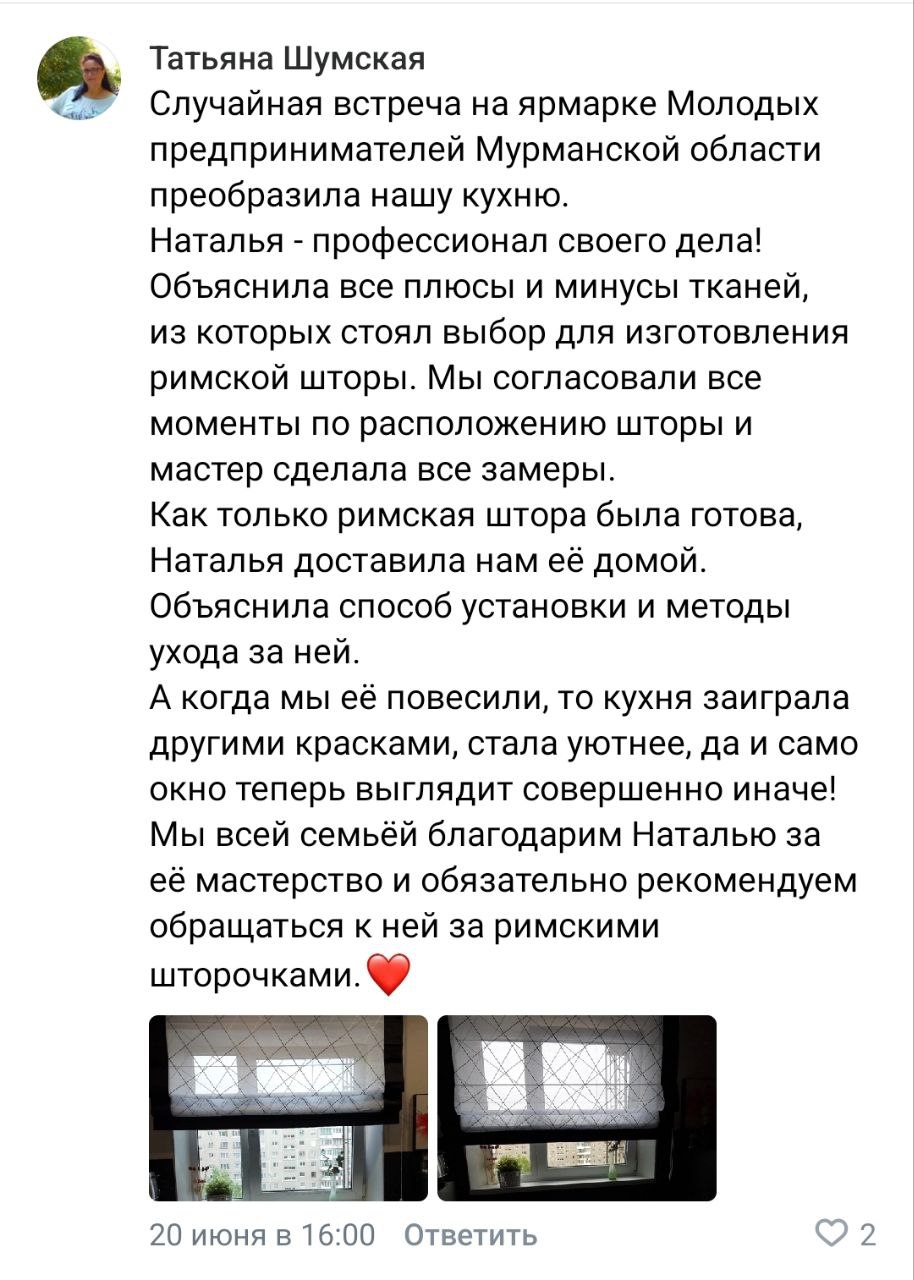 Татьяна Шумская
Случайная встреча на ярмарке Молодых
предпринимателей Мурманской области
преобразила нашу кухню.
Наталья - профессионал своего дела!
Объяснила все плюсы и минусы тканей,
из которых стоял выбор для изготовления
римской шторы. Мы согласовали все
моменты по расположению шторы и
мастер сделала все замеры.
Как только римская штора была готова,
Наталья доставила нам её домой.
Объяснила способ установки и методы
ухода за ней.
А когда мы её повесили, то кухня заиграла
другими красками, стала уютнее, да и само
окно теперь выглядит совершенно иначе!
Мы всей семьёй благодарим Наталью за
её мастерство и обязательно рекомендуем
обращаться к ней за римскими
шторочками.❤️
20 июня в 16:00 Ответить 2